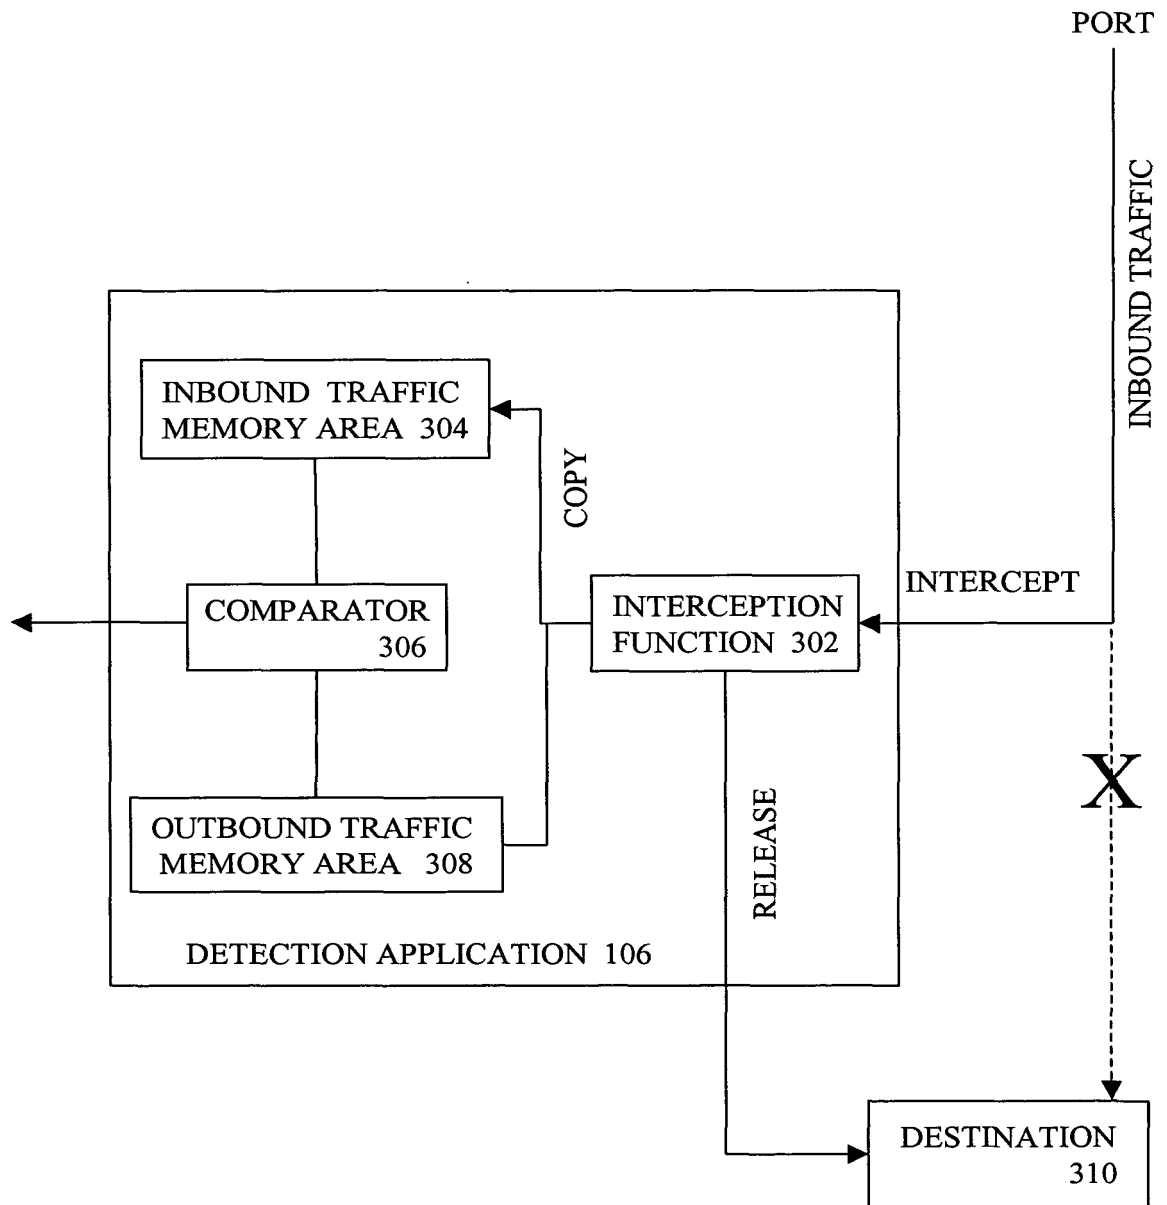 PORT
INBOUND TRAFFIC
INBOUND TRAFFIC
MEMORY AREA 304
COPY
INTERCEPT
COMPARATOR
306
INTERCEPTION
FUNCTION 302
X
OUTBOUND TRAFFIC
MEMORY AREA 308
RELEASE
DETECTION APPLICATION 106
DESTINATION
310